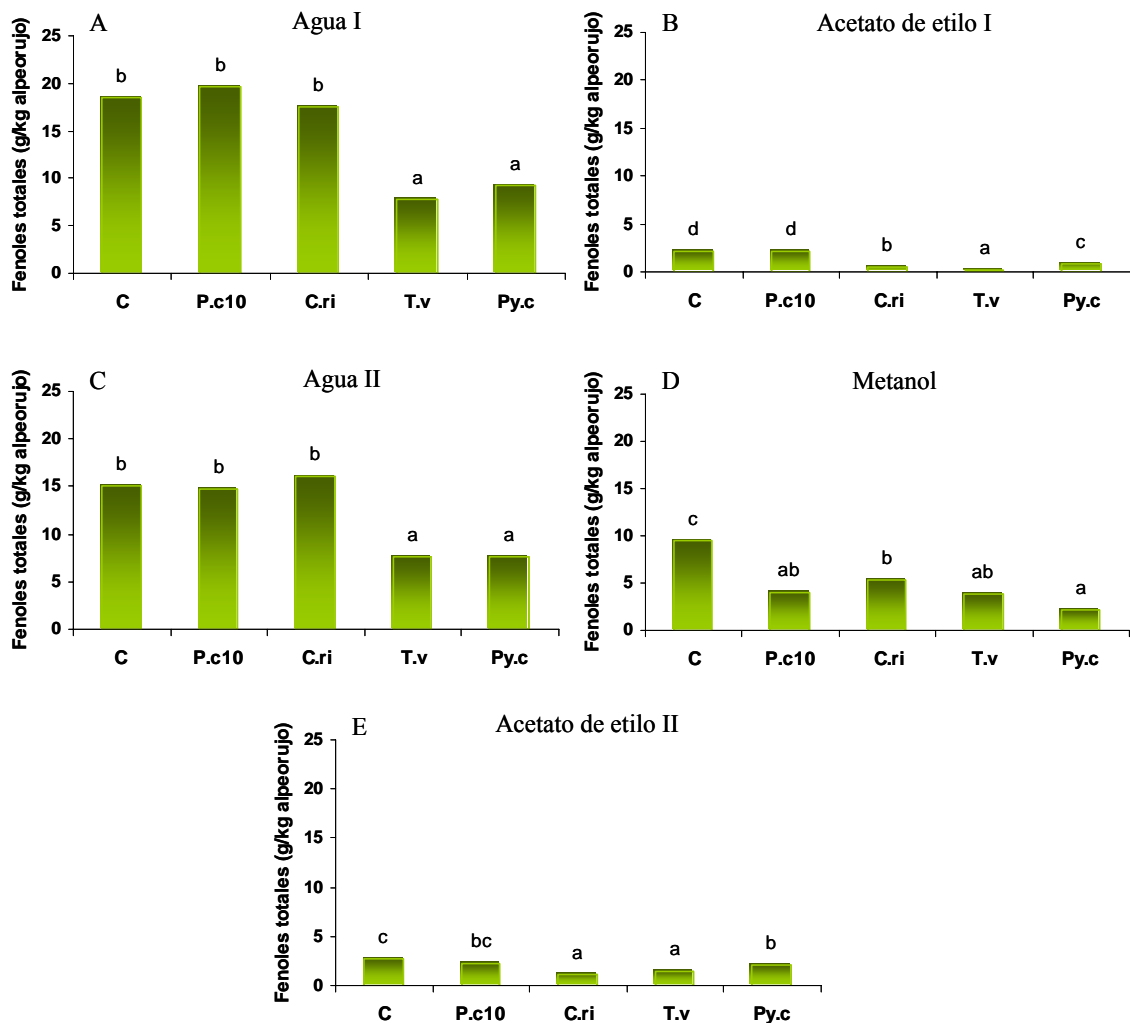 A
Agua I
Fenoles totales (g/kg alpeorujo)
25
20
15
10
5
0
b
b
b
a
a
C
P.c10
C.ri
T.v
Py.c
B
Acetato de etilo I
Fenoles totales (g/kg alpeorujo)
25
20
15
10
5
0
d
d
b
a
c
C
P.c10
C.ri
T.v
Py.c
C
Agua II
Fenoles totales (g/kg alpeorujo)
25
20
15
10
5
0
b
b
b
a
a
C
P.c10
C.ri
T.v
Py.c
D
Metanol
Fenoles totales (g/kg alpeorujo)
25
20
15
10
5
0
c
ab
b
ab
a
C
P.c10
C.ri
T.v
Py.c
E
Acetato de etilo II
Fenoles totales (g/kg alpeorujo)
25
20
15
10
5
0
c
bc
a
a
b
C
P.c10
C.ri
T.v
Py.c